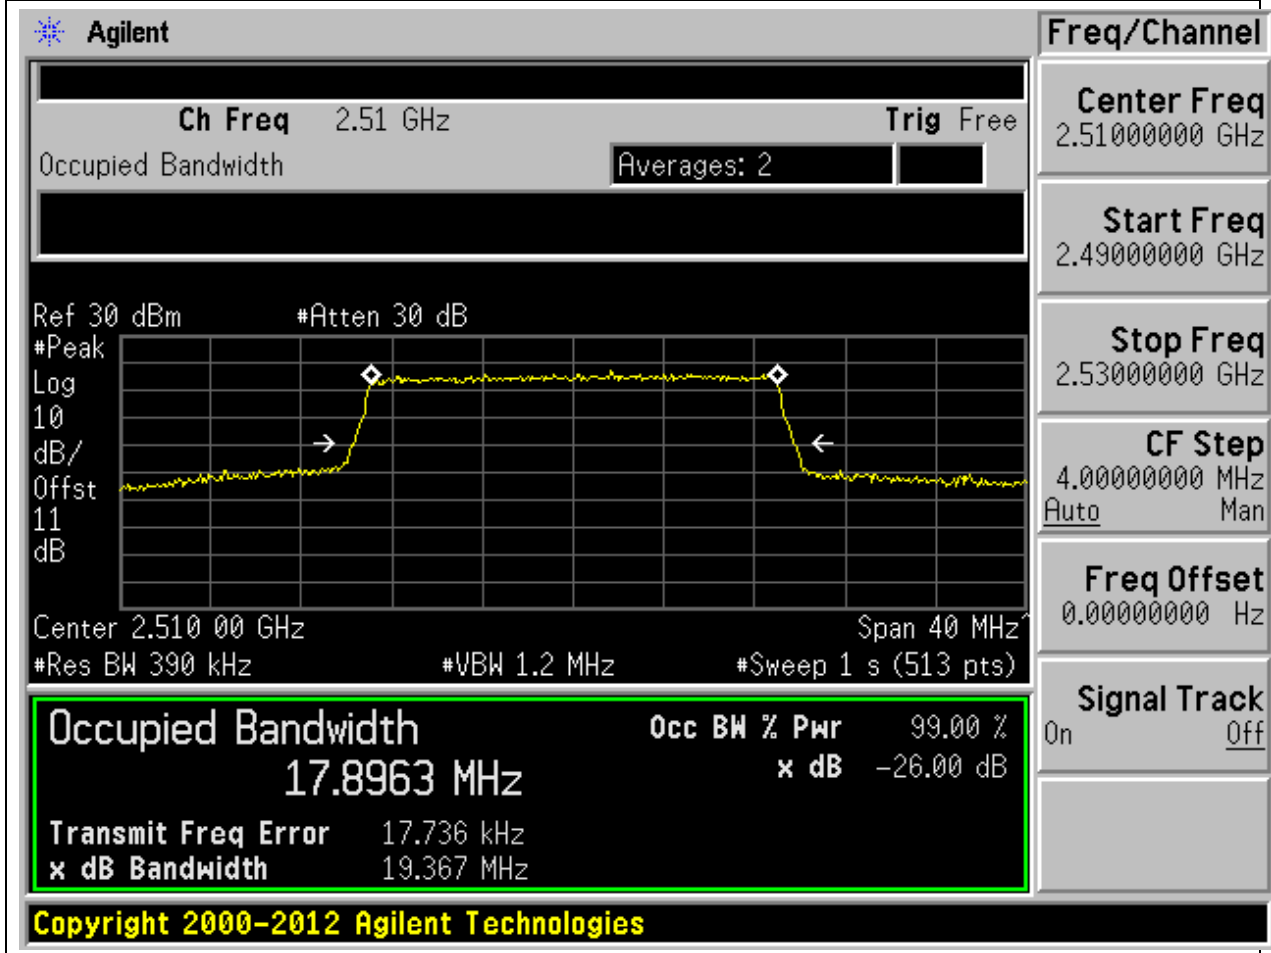 Agilent
Freq/Channel
Ch Freq 2.51 GHz Trig Free
Occupied Bandwidth Averages: 2
Center Freq
2.51000000 GHz
Start Freq
2.49000000 GHz
Stop Freq
2.53000000 GHz
CF Step
4.00000000 MHz
Auto Man
Freq Offset
0.00000000 Hz
Signal Track
On Off
Ref 30 dBm #Atten 30 dB
#Peak
Log
10
dB/
Offst
11
dB
Center 2.510 00 GHz Span 40 MHz^
#Res BW 390 kHz #VBW 1.2 MHz #Sweep 1 s (513 pts)
Occupied Bandwidth
17.8963 MHz
Occ BW % Pwr 99.00 %
x dB -26.00 dB
Transmit Freq Error 17.736 kHz
x dB Bandwidth 19.367 MHz
Copyright 2000-2012 Agilent Technologies